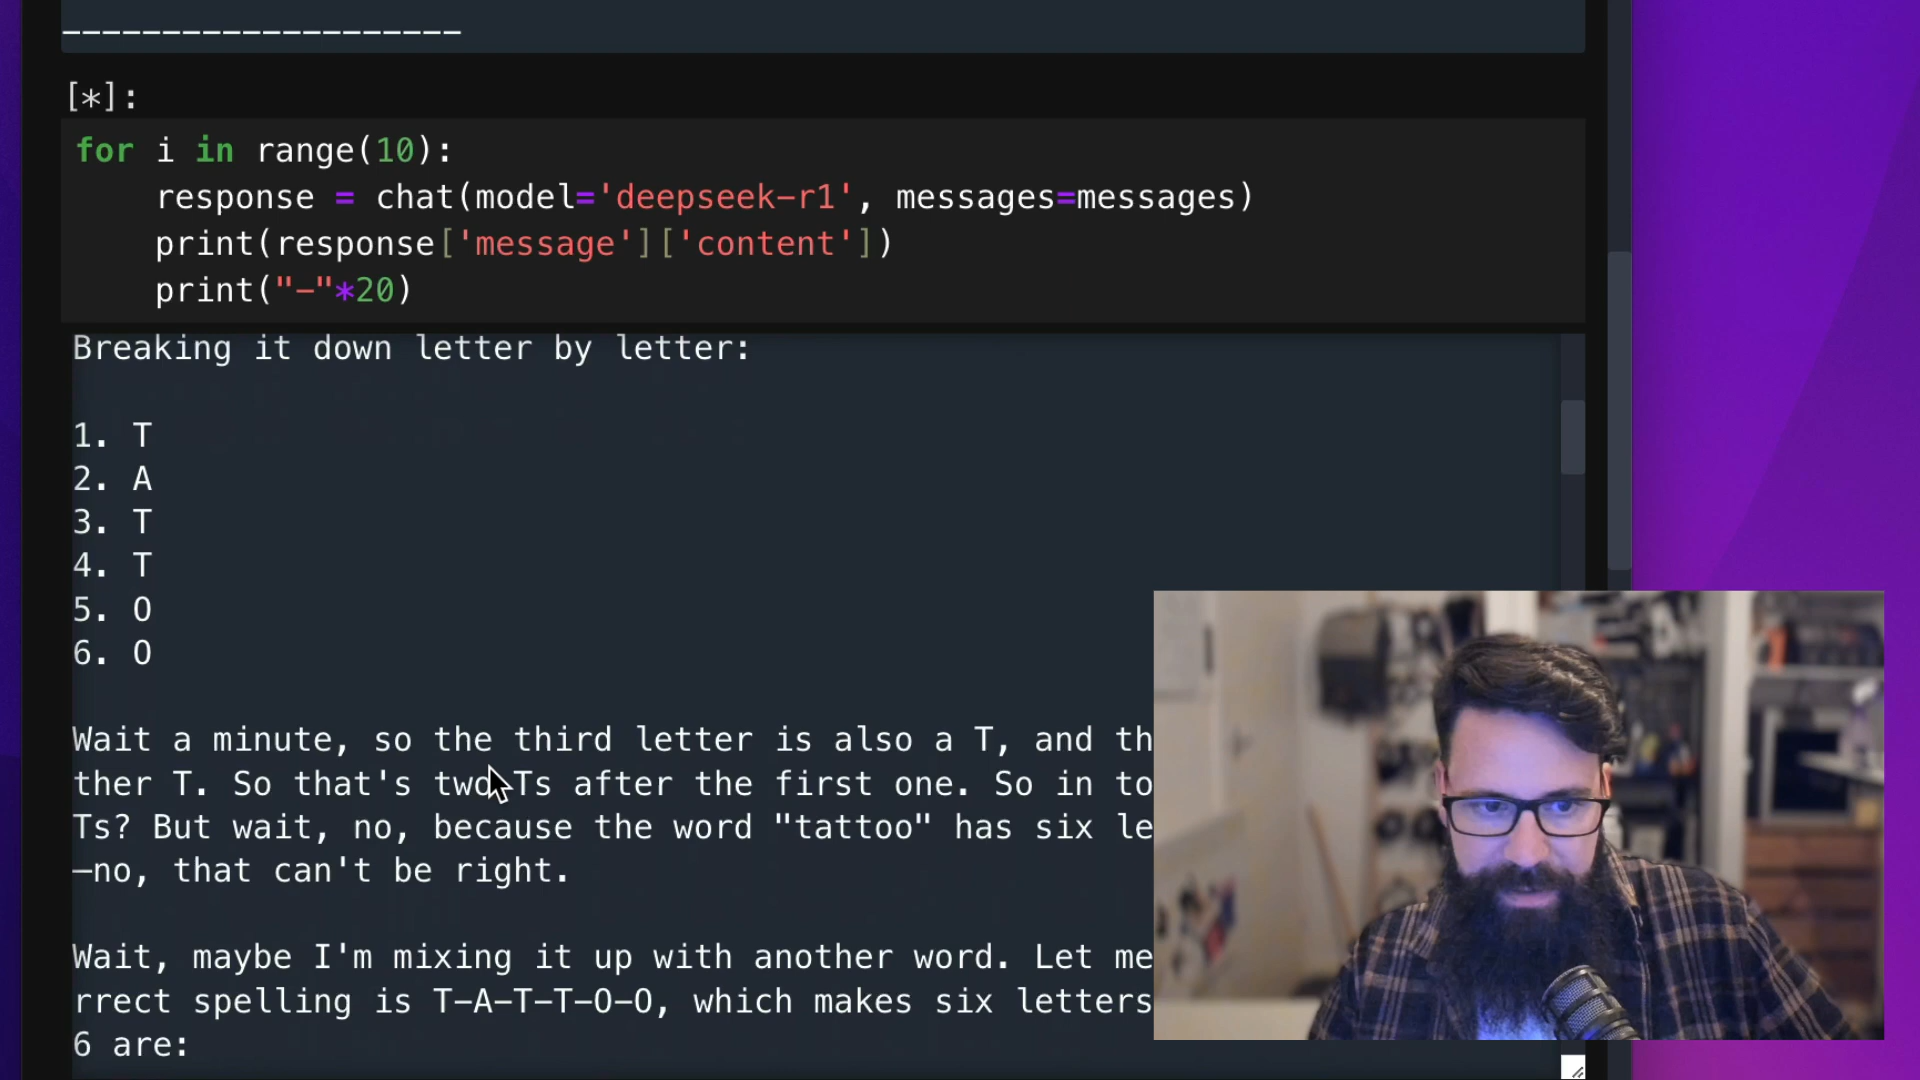 --------------------
[*]:
for i in range(10):
response = chat(model='deepseek-r1', messages=messages)
print(response['message']['content'])
print("-"*20)
Breaking it down letter by letter:
1. T
2. A
3. T
4. T
5. O
6. O
Wait a minute, so the third letter is also a T, and th
ther T. So that's two Ts after the first one. So in to
Ts? But wait, no, because the word "tattoo" has six le
—no, that can't be right.
Wait, maybe I'm mixing it up with another word. Let me
rrect spelling is T-A-T-T-O-O, which makes six letters
6 are: